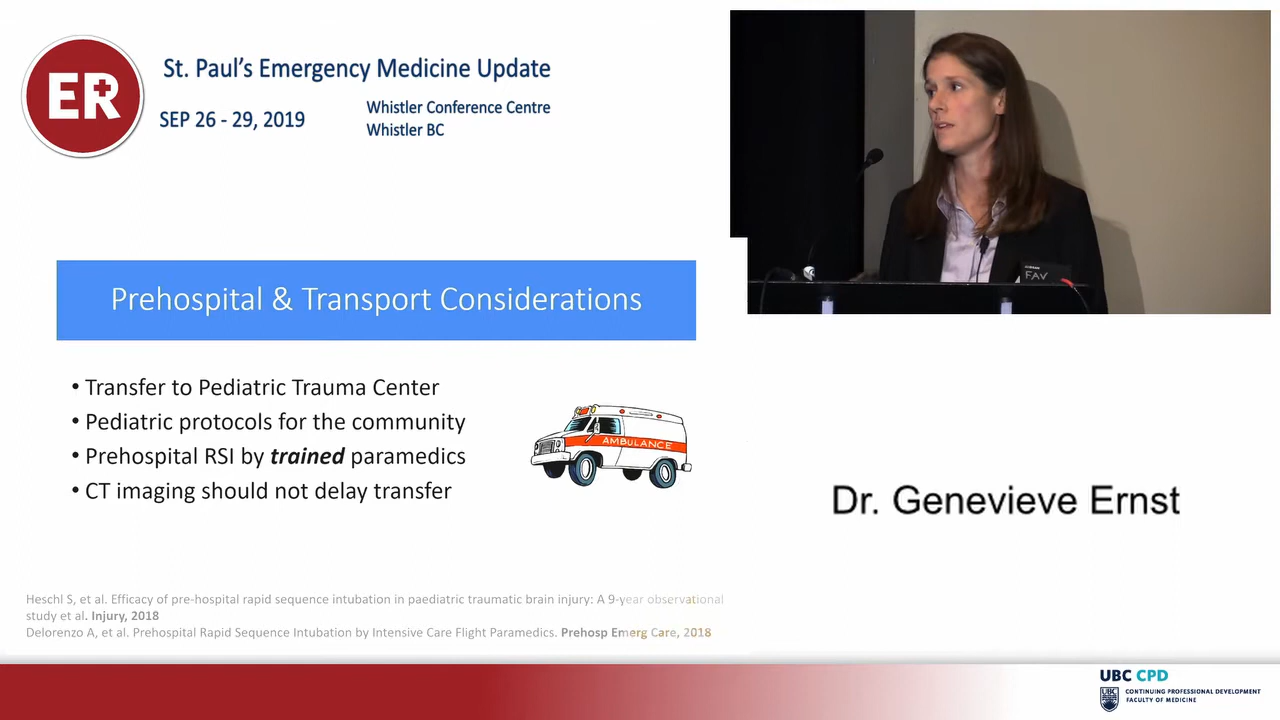 ER
St. Paul's Emergency Medicine Update
SEP 26 - 29, 2019
Whistler Conference Centre
Whistler BC
FAV
Prehospital & Transport Considerations
• Transfer to Pediatric Trauma Center
• Pediatric protocols for the community
• Prehospital RSI by trained paramedics
• CT imaging should not delay transfer
AMBULANCE
Dr. Genevieve Ernst
Heschl S, et al. Efficacy of pre-hospital rapid sequence intubation in paediatric traumatic brain injury: A 9-year observational
study et al. Injury, 2018
Delorenzo A, et al. Prehospital Rapid Sequence Intubation by Intensive Care Flight Paramedics. Prehosp Emerg Care, 2018
UBC CPD
UBC
CONTINUING PROFESSIONAL DEVELOPMENT
FACULTY OF MEDICINE